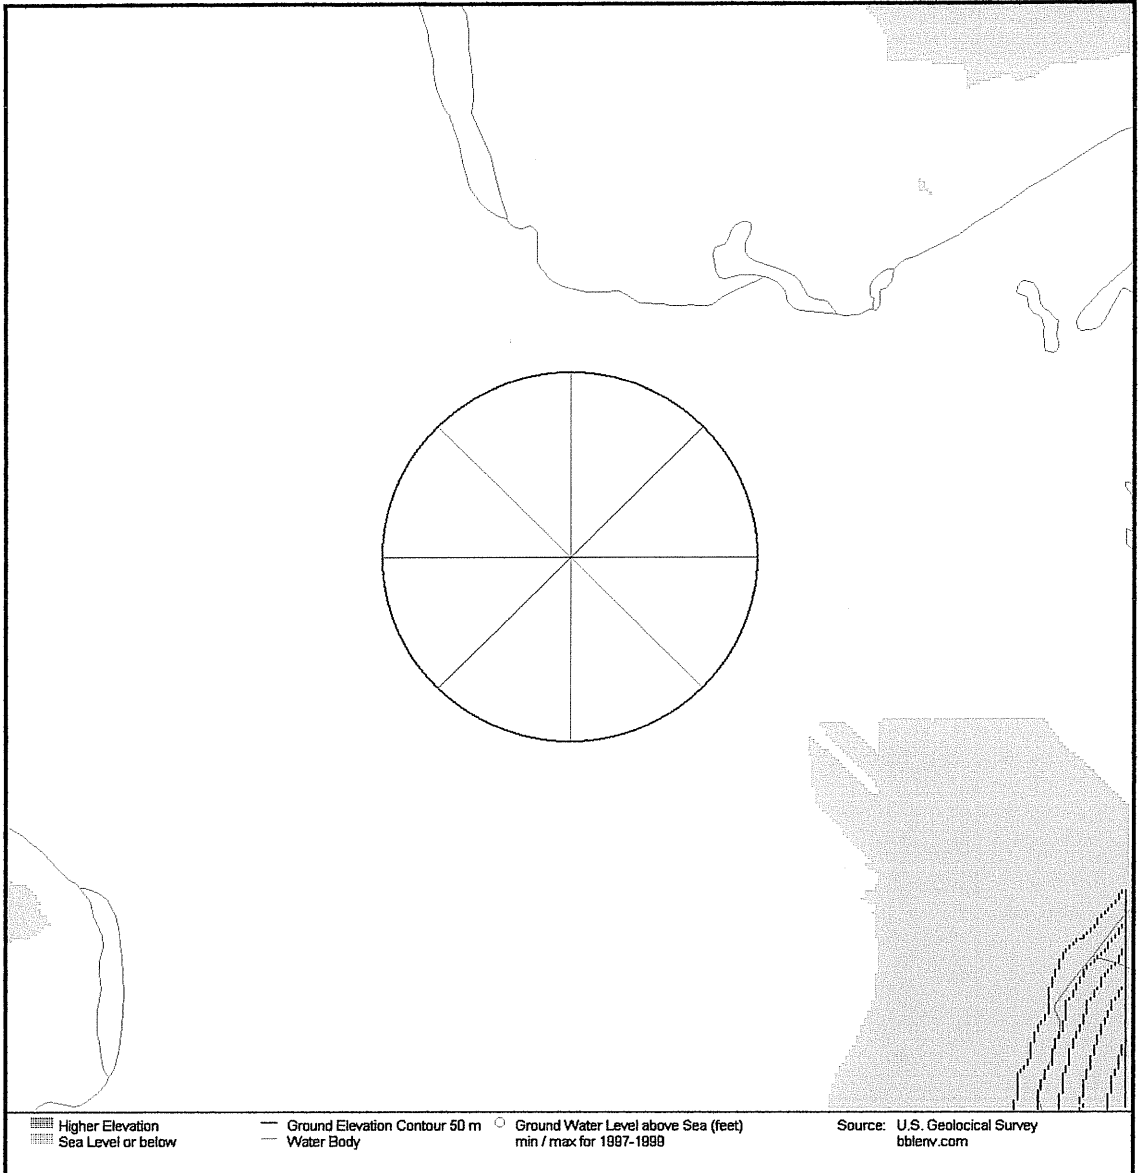 Higher Elevation
Sea Level or below
Ground Elevation Contour 50 m
Water Body
Ground Water Level above Sea (feet)
min / max for 1997-1999
Source: U.S. Geolocical Survey
bblenv.com